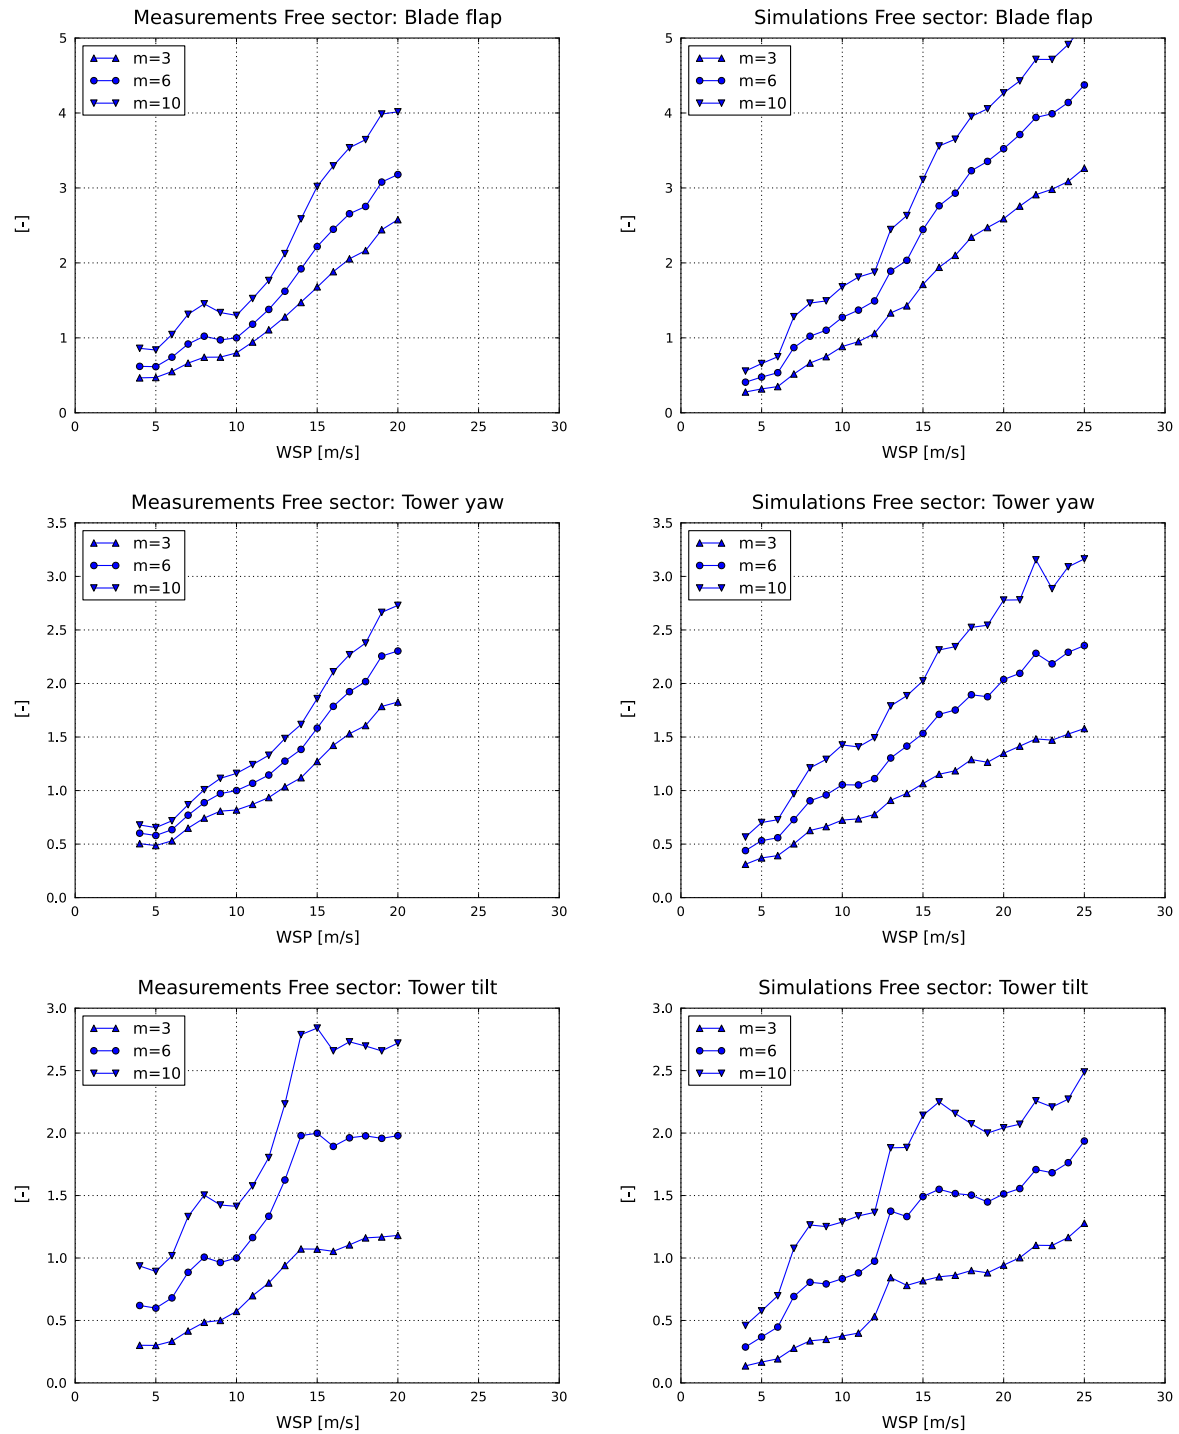 Measurements Free sector: Blade flap
5
4
3
2
1
0
[-]
m=3
m=6
m=10
0 5 10 15 20 25 30
WSP [m/s]
Simulations Free sector: Blade flap
5
4
3
2
1
0
[-]
m=3
m=6
m=10
0 5 10 15 20 25 30
WSP [m/s]
Measurements Free sector: Tower yaw
3.5
3.0
2.5
2.0
1.5
1.0
0.5
0.0
[-]
m=3
m=6
m=10
0 5 10 15 20 25 30
WSP [m/s]
Simulations Free sector: Tower yaw
3.5
3.0
2.5
2.0
1.5
1.0
0.5
0.0
[-]
m=3
m=6
m=10
0 5 10 15 20 25 30
WSP [m/s]
Measurements Free sector: Tower tilt
3.0
2.5
2.0
1.5
1.0
0.5
0.0
[-]
m=3
m=6
m=10
0 5 10 15 20 25 30
WSP [m/s]
Simulations Free sector: Tower tilt
3.0
2.5
2.0
1.5
1.0
0.5
0.0
[-]
m=3
m=6
m=10
0 5 10 15 20 25 30
WSP [m/s]